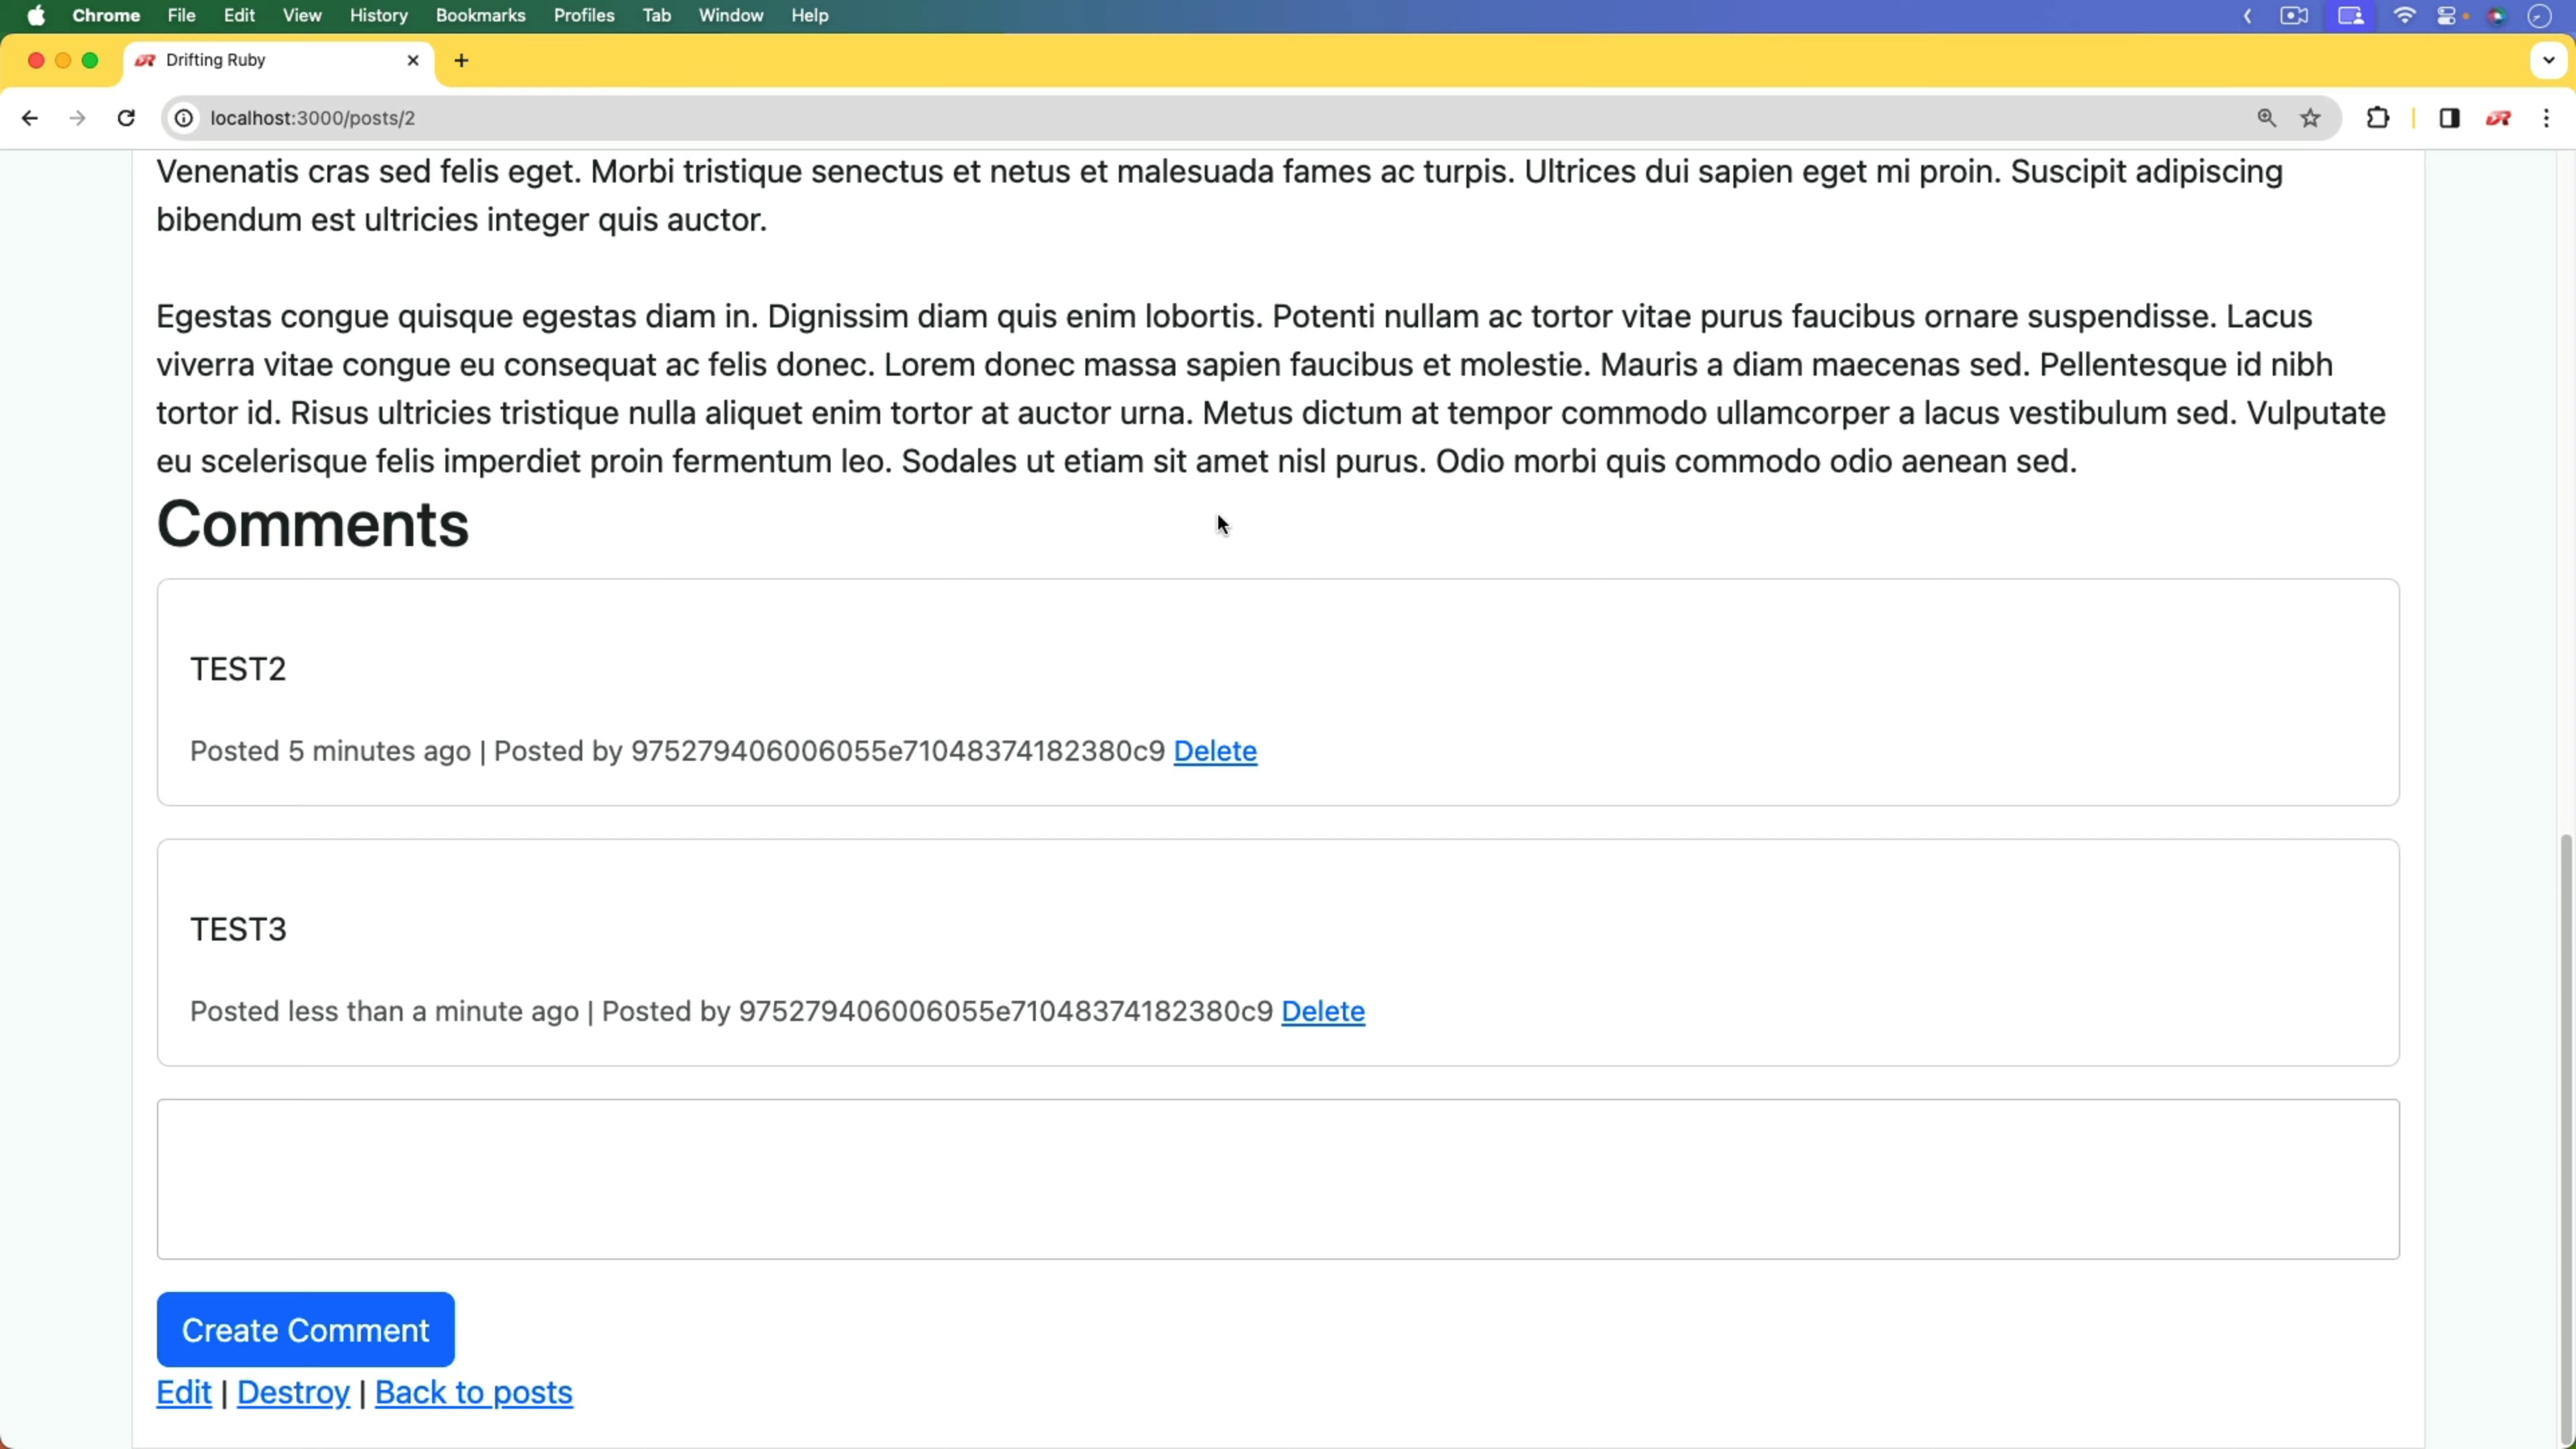 Chrome File Edit View History Bookmarks Profiles Tab Window Help
Drifting Ruby
localhost:3000/posts/2
Venenatis cras sed felis eget. Morbi tristique senectus et netus et malesuada fames ac turpis. Ultrices dui sapien eget mi proin. Suscipit adipiscing
bibendum est ultricies integer quis auctor.
Egestas congue quisque egestas diam in. Dignissim diam quis enim lobortis. Potenti nullam ac tortor vitae purus faucibus ornare suspendisse. Lacus
viverra vitae congue eu consequat ac felis donec. Lorem donec massa sapien faucibus et molestie. Mauris a diam maecenas sed. Pellentesque id nibh
tortor id. Risus ultricies tristique nulla aliquet enim tortor at auctor urna. Metus dictum at tempor commodo ullamcorper a lacus vestibulum sed. Vulputate
eu scelerisque felis imperdiet proin fermentum leo. Sodales ut etiam sit amet nisl purus. Odio morbi quis commodo odio aenean sed.
Comments
TEST2
Posted 5 minutes ago | Posted by 975279406006055e71048374182380c9 Delete
TEST3
Posted less than a minute ago | Posted by 975279406006055e71048374182380c9 Delete
Create Comment
Edit | Destroy | Back to posts